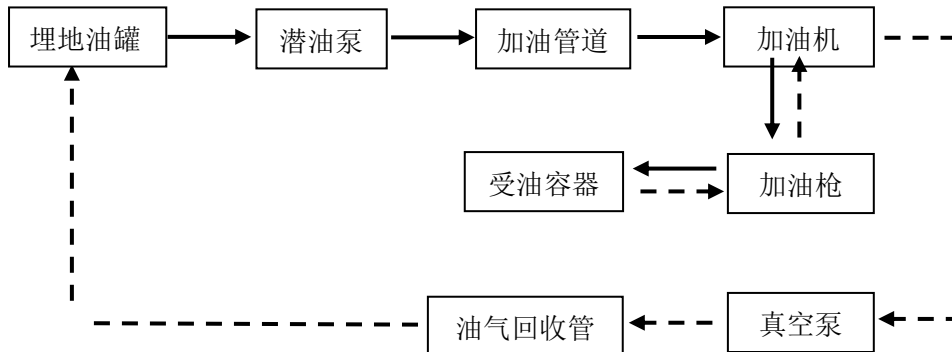 埋地油罐
潜油泵
加油管道
加油机
受油容器
加油枪
油气回收管
真空泵